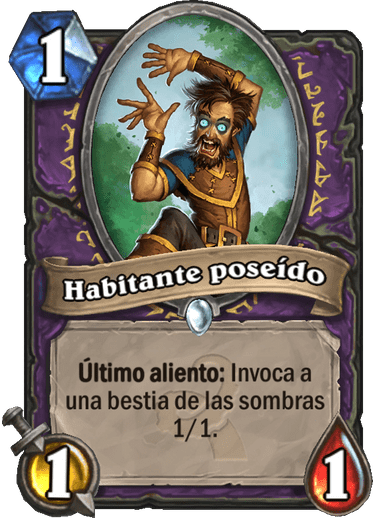 1
Habitante poseído
Último aliento: Invoca a
una bestia de las sombras
1/1.
1
1